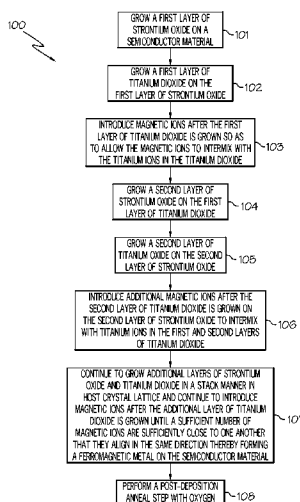 100
GROW A FIRST LAYER OF
STRONTIUM OXIDE ON A
SEMICONDUCTOR MATERIAL
101
GROW A FIRST LAYER OF
TITANIUM DIOXIDE ON THE
FIRST LAYER OF STRONTIUM OXIDE
102
INTRODUCE MAGNETIC IONS AFTER THE FIRST
LAYER OF TITANIUM DIOXIDE IS GROWN SO AS
TO ALLOW THE MAGNETIC IONS TO INTERMIX WITH
THE TITANIUM IONS IN THE TITANIUM DIOXIDE
103
GROW A SECOND LAYER OF
STRONTIUM OXIDE ON THE FIRST
LAYER OF TITANIUM DIOXIDE
104
GROW A SECOND LAYER OF
TITANIUM OXIDE ON THE SECOND
LAYER OF STRONTIUM OXIDE
105
INTRODUCE ADDITIONAL MAGNETIC IONS AFTER THE
SECOND LAYER OF TITANIUM DIOXIDE IS GROWN ON
THE SECOND LAYER OF STRONTIUM OXIDE TO INTERMIX
WITH TITANIUM IONS IN THE FIRST AND SECOND LAYERS
OF TITANIUM DIOXIDE
106
CONTINUE TO GROW ADDITIONAL LAYERS OF STRONTIUM
OXIDE AND TITANIUM DIOXIDE IN A STACK MANNER IN
HOST CRYSTAL LATTICE AND CONTINUE TO INTRODUCE
MAGNETIC IONS AFTER THE ADDITIONAL LAYER OF TITANIUM
DIOXIDE IS GROWN UNTIL A SUFFICIENT NUMBER OF
MAGNETIC IONS ARE SUFFICIENTLY CLOSE TO ONE ANOTHER
THAT THEY ALIGN IN THE SAME DIRECTION THEREBY FORMING
A FERROMAGNETIC METAL ON THE SEMICONDUCTOR MATERIAL
PERFORM A POST-DEPOSITION
ANNEAL STEP WITH OXYGEN
108